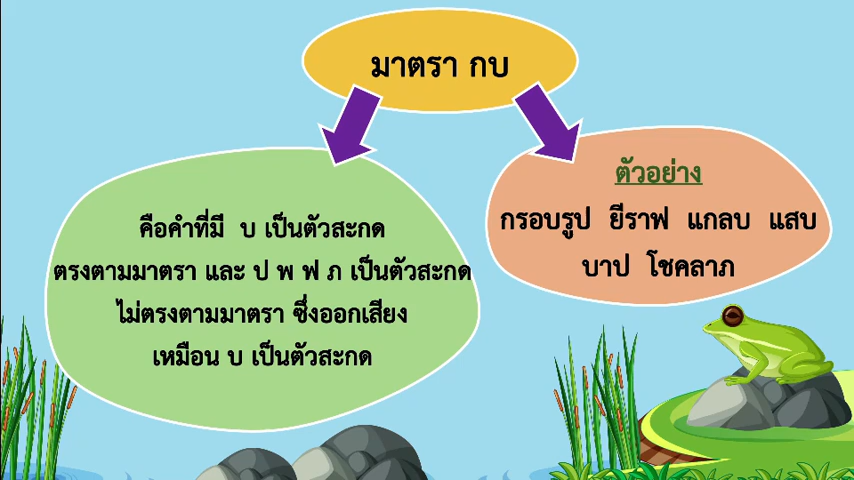 มาตรา กบ
คือคำที่มี บ เป็นตัวสะกด
ตรงตามมาตรา และ ป พ ฟ ภ เป็นตัวสะกด
ไม่ตรงตามมาตรา ซึ่งออกเสียง
เหมือน บ เป็นตัวสะกด
ตัวอย่าง
กรอบรูป ยีราฟ แกลบ แสบ
บาป โชคลาภ